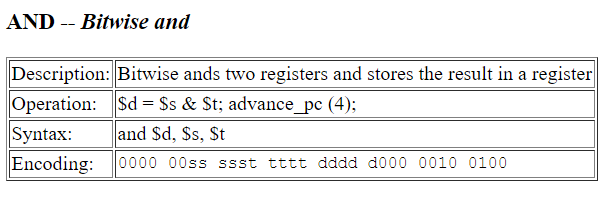 AND -- Bitwise and
Description: Bitwise ands two registers and stores the result in a register
Operation: $d = $s & $t; advance_pc (4);
Syntax: and $d, $s, $t
Encoding: 0000 00ss ssst tttt dddd d000 0010 0100